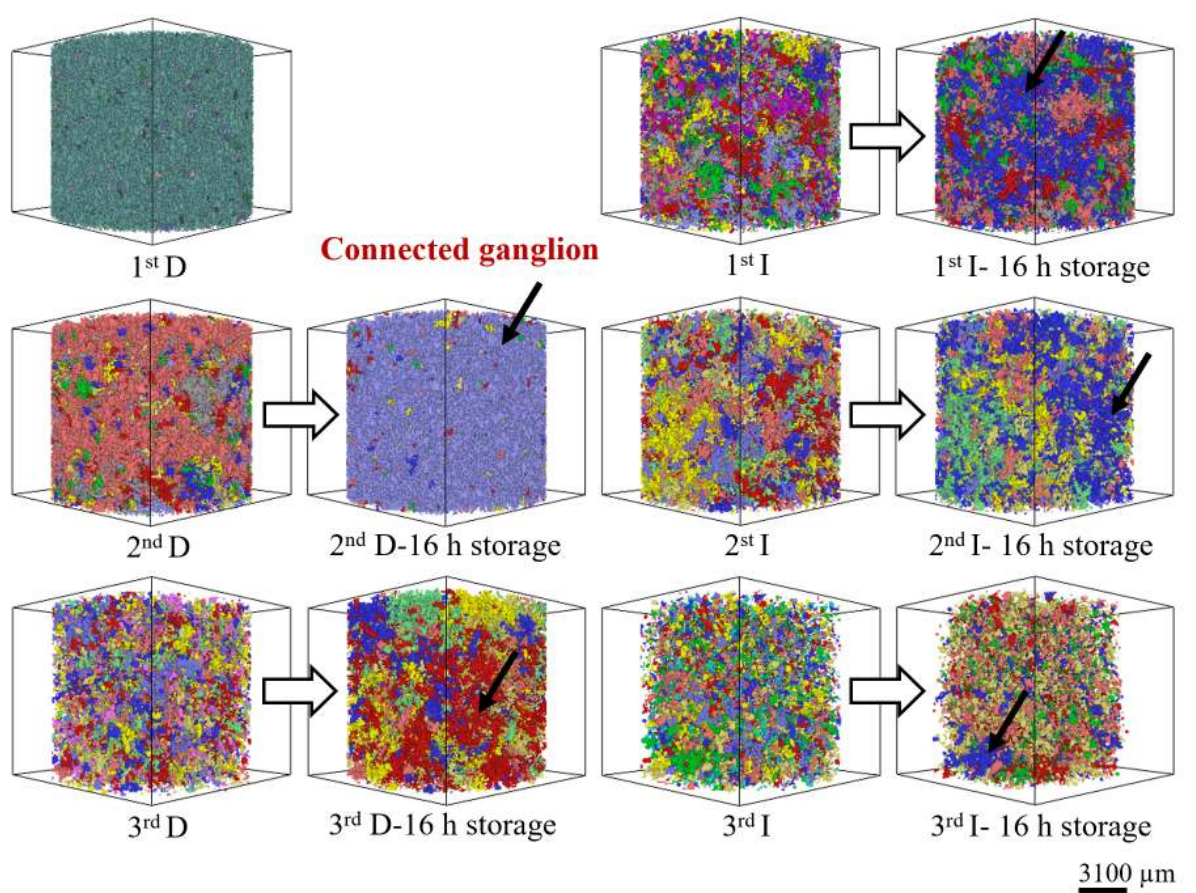 1st D
1st I
1st I- 16 h storage
Connected ganglion
2nd D
2nd D-16 h storage
2st I
2nd I- 16 h storage
3rd D
3rd D-16 h storage
3rd I
3rd I- 16 h storage
3100 µm